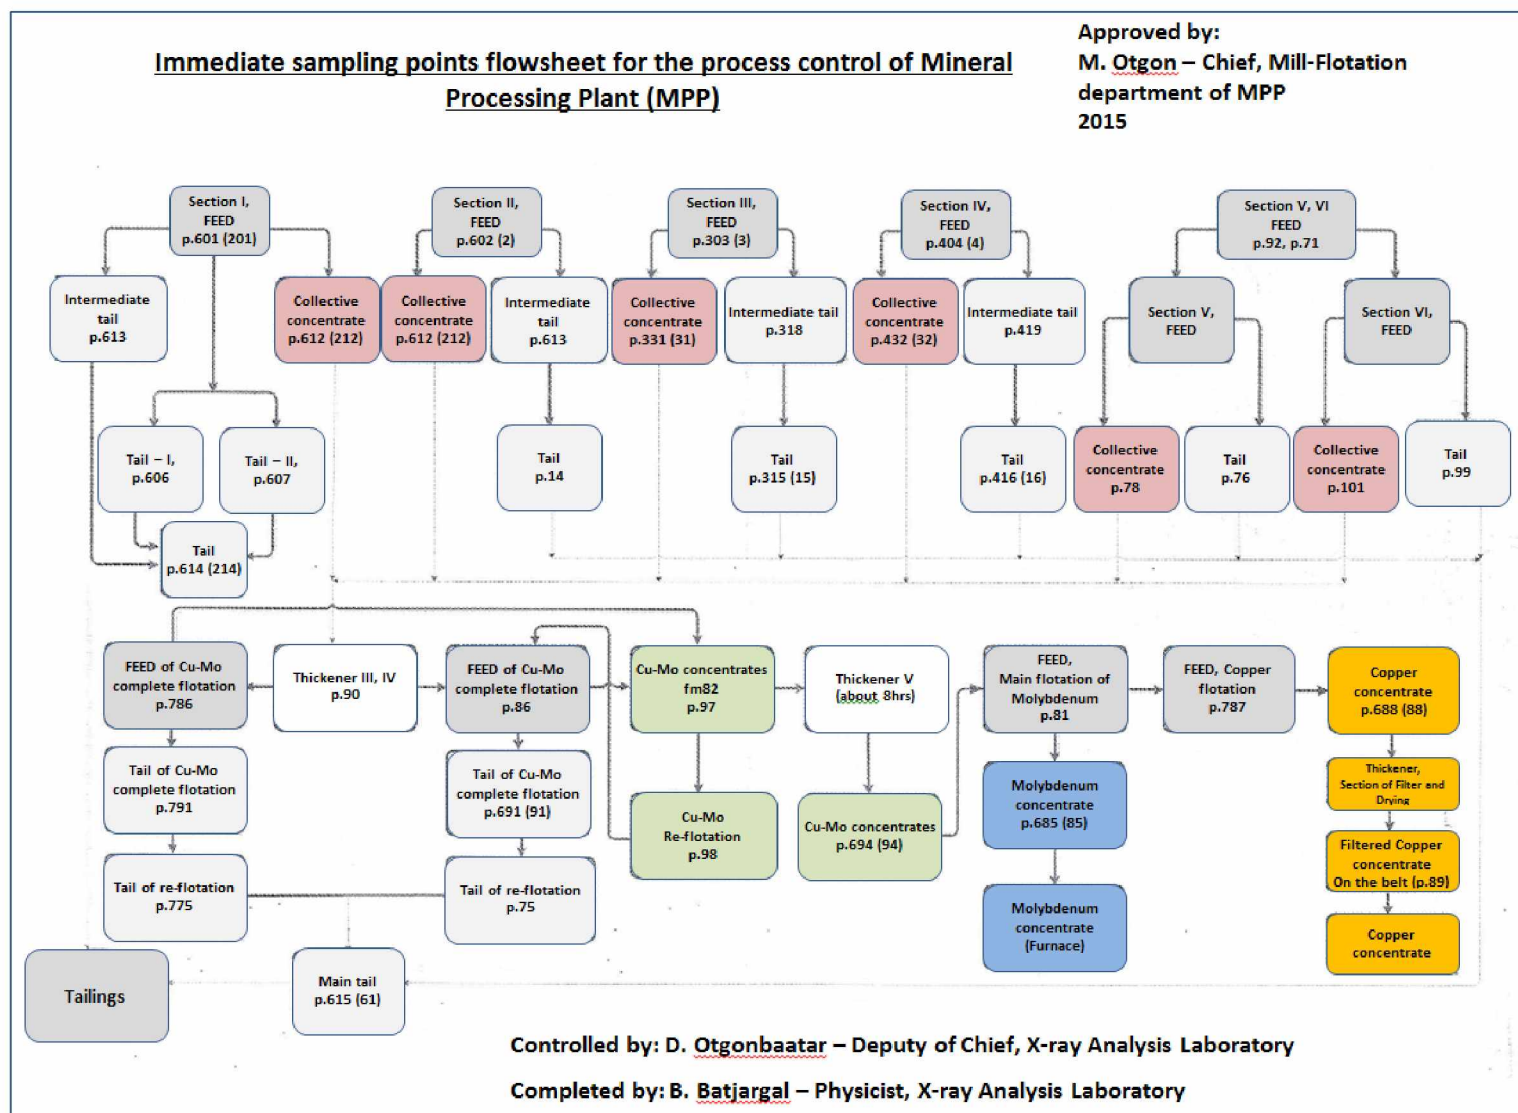 Immediate sampling points flowsheet for the process control of Mineral
Processing Plant (MPP)
Approved by:
M. Otgon – Chief, Mill-Flotation
department of MPP
2015
Section I,
FEED
p.601 (201)
Section II,
FEED
p.602 (2)
Section III,
FEED
p.303 (3)
Section IV,
FEED
p.404 (4)
Section V, VI
FEED
p.92, p.71
Intermediate
tail
p.613
Collective
concentrate
p.612 (212)
Collective
concentrate
p.612 (212)
Intermediate
tail
p.613
Collective
concentrate
p.331 (31)
Intermediate tail
p.318
Collective
concentrate
p.432 (32)
Intermediate tail
p.419
Section V,
FEED
Section VI,
FEED
Tail – I,
p.606
Tail – II,
p.607
Tail
p.14
Tail
p.315 (15)
Tail
p.416 (16)
Collective
concentrate
p.78
Tail
p.76
Collective
concentrate
p.101
Tail
p.99
Tail
p.614 (214)
FEED of Cu-Mo
complete flotation
p.786
Thickener III, IV
p.90
FEED of Cu-Mo
complete flotation
p.86
Cu-Mo concentrates
fm82
p.97
Thickener V
(about 8hrs)
FEED,
Main flotation of
Molybdenum
p.81
FEED, Copper
flotation
p.787
Copper
concentrate
p.688 (88)
Tail of Cu-Mo
complete flotation
p.791
Tail of Cu-Mo
complete flotation
p.691 (91)
Cu-Mo
Re-flotation
p.98
Cu-Mo concentrates
p.694 (94)
Molybdenum
concentrate
p.685 (85)
Thickener,
Section of Filter and
Drying
Filtered Copper
concentrate
On the belt (p.89)
Tail of re-flotation
p.775
Tail of re-flotation
p.75
Molybdenum
concentrate
(Furnace)
Copper
concentrate
Tailings
Main tail
p.615 (61)
Controlled by: D. Otgonbaatar – Deputy of Chief, X-ray Analysis Laboratory
Completed by: B. Batjargal – Physicist, X-ray Analysis Laboratory